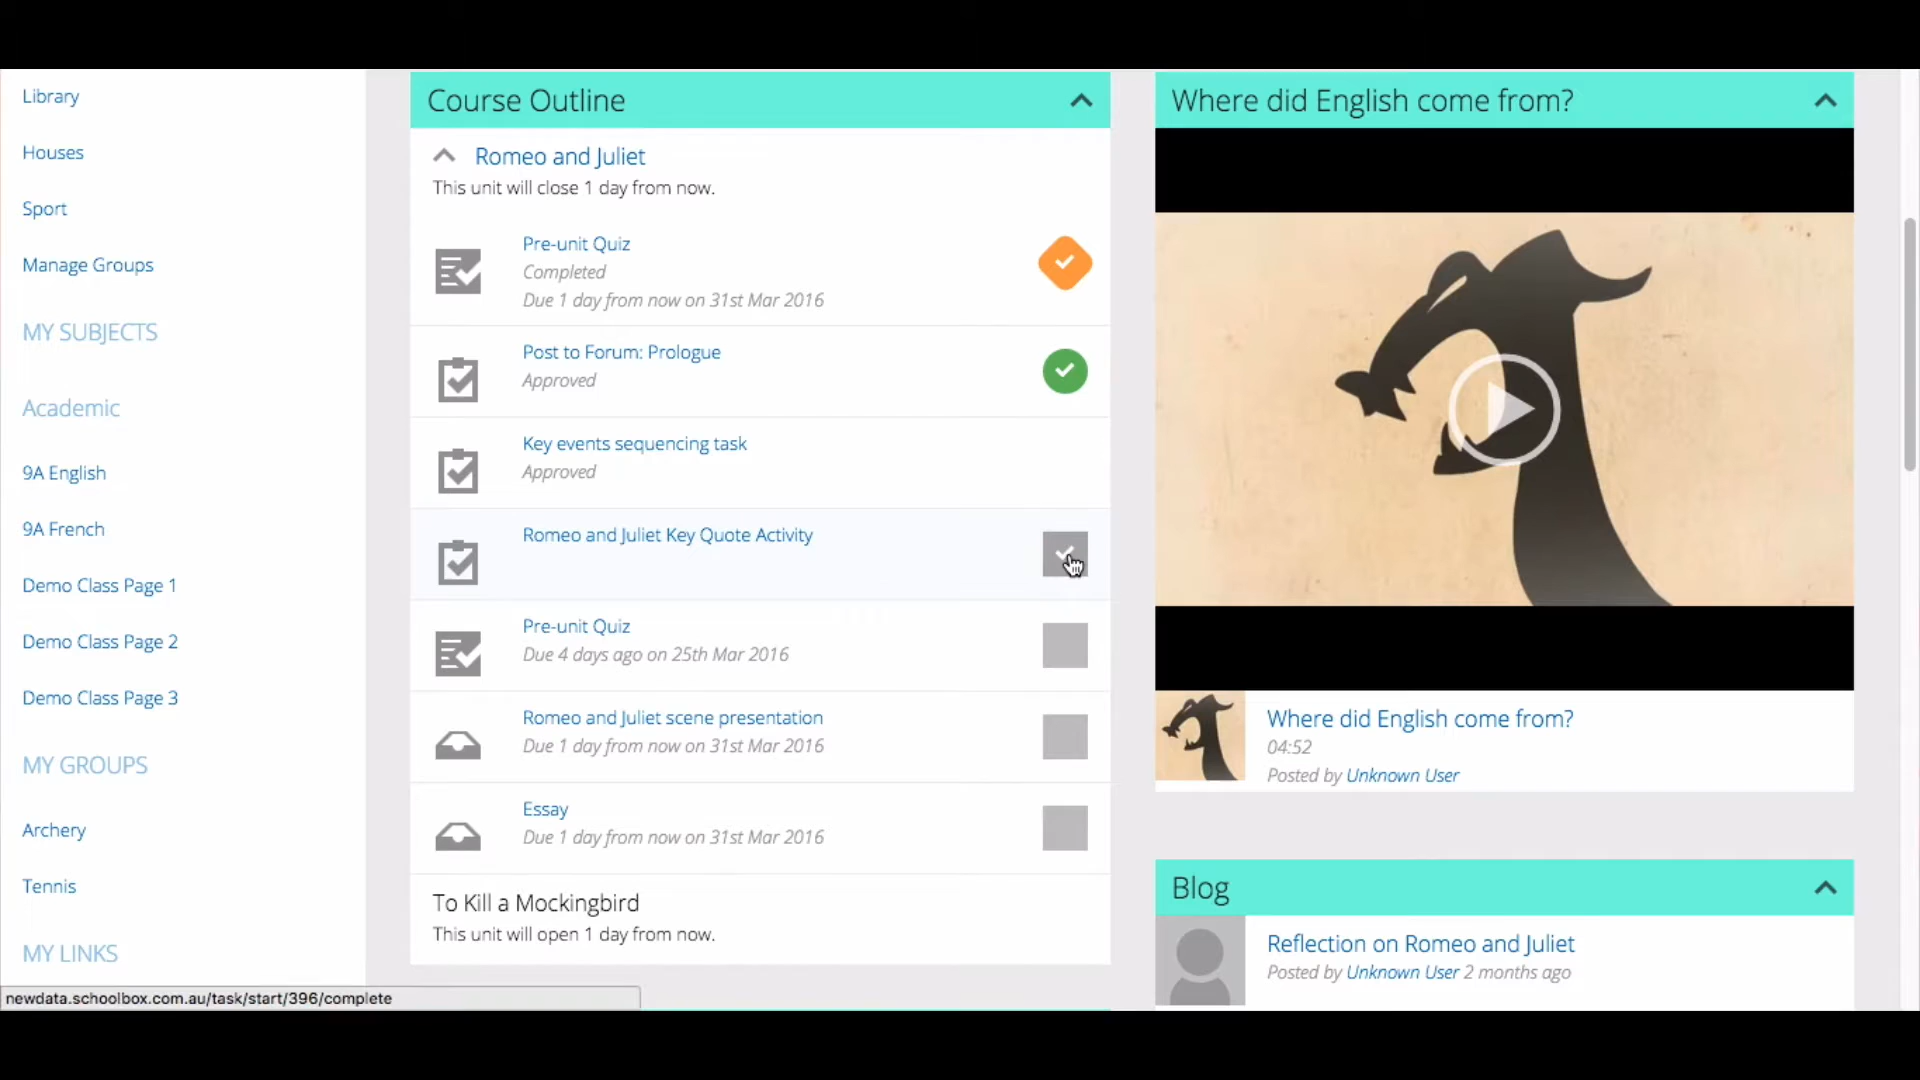 Library
Houses
Sport
Manage Groups
MY SUBJECTS
Academic
9A English
9A French
Demo Class Page 1
Demo Class Page 2
Demo Class Page 3
MY GROUPS
Archery
Tennis
MY LINKS
newdata.schoolbox.com.au/task/start/396/complete
Course Outline
Romeo and Juliet
This unit will close 1 day from now.
Pre-unit Quiz
Completed
Due 1 day from now on 31st Mar 2016
Post to Forum: Prologue
Approved
Key events sequencing task
Approved
Romeo and Juliet Key Quote Activity
Pre-unit Quiz
Due 4 days ago on 25th Mar 2016
Romeo and Juliet scene presentation
Due 1 day from now on 31st Mar 2016
Essay
Due 1 day from now on 31st Mar 2016
To Kill a Mockingbird
This unit will open 1 day from now.
Where did English come from?
Where did English come from?
04:52
Posted by Unknown User
Blog
Reflection on Romeo and Juliet
Posted by Unknown User 2 months ago